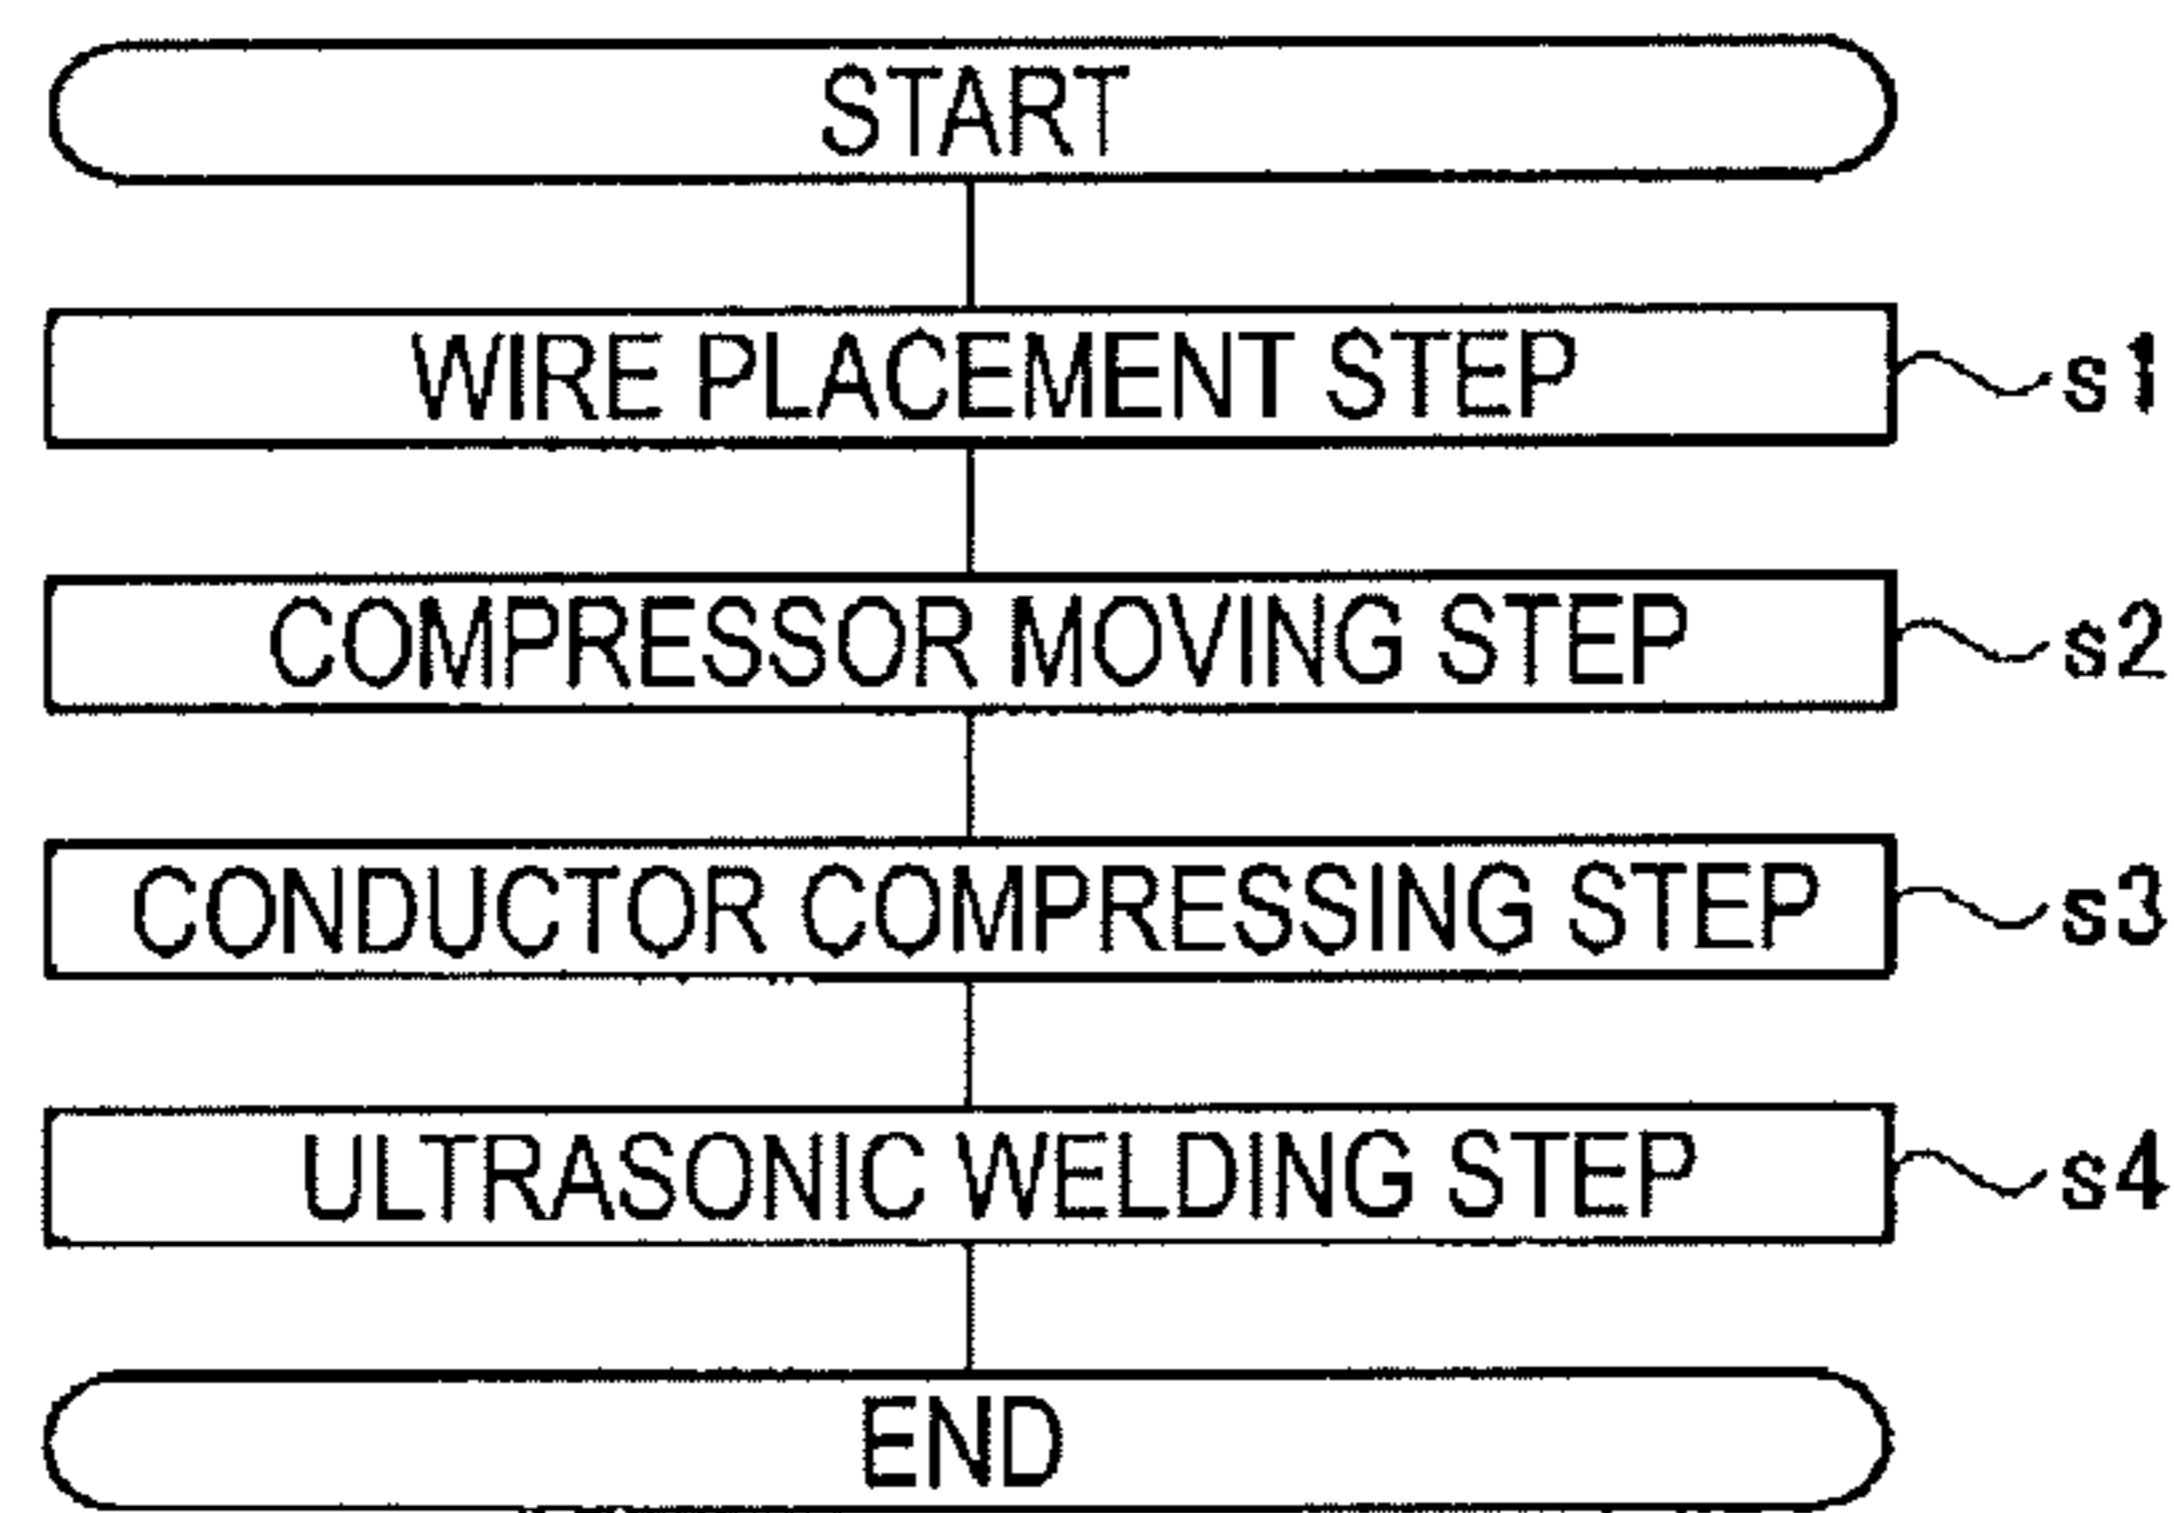 START
WIRE PLACEMENT STEP s1
COMPRESSOR MOVING STEP s2
CONDUCTOR COMPRESSING STEP s3
ULTRASONIC WELDING STEP s4
END